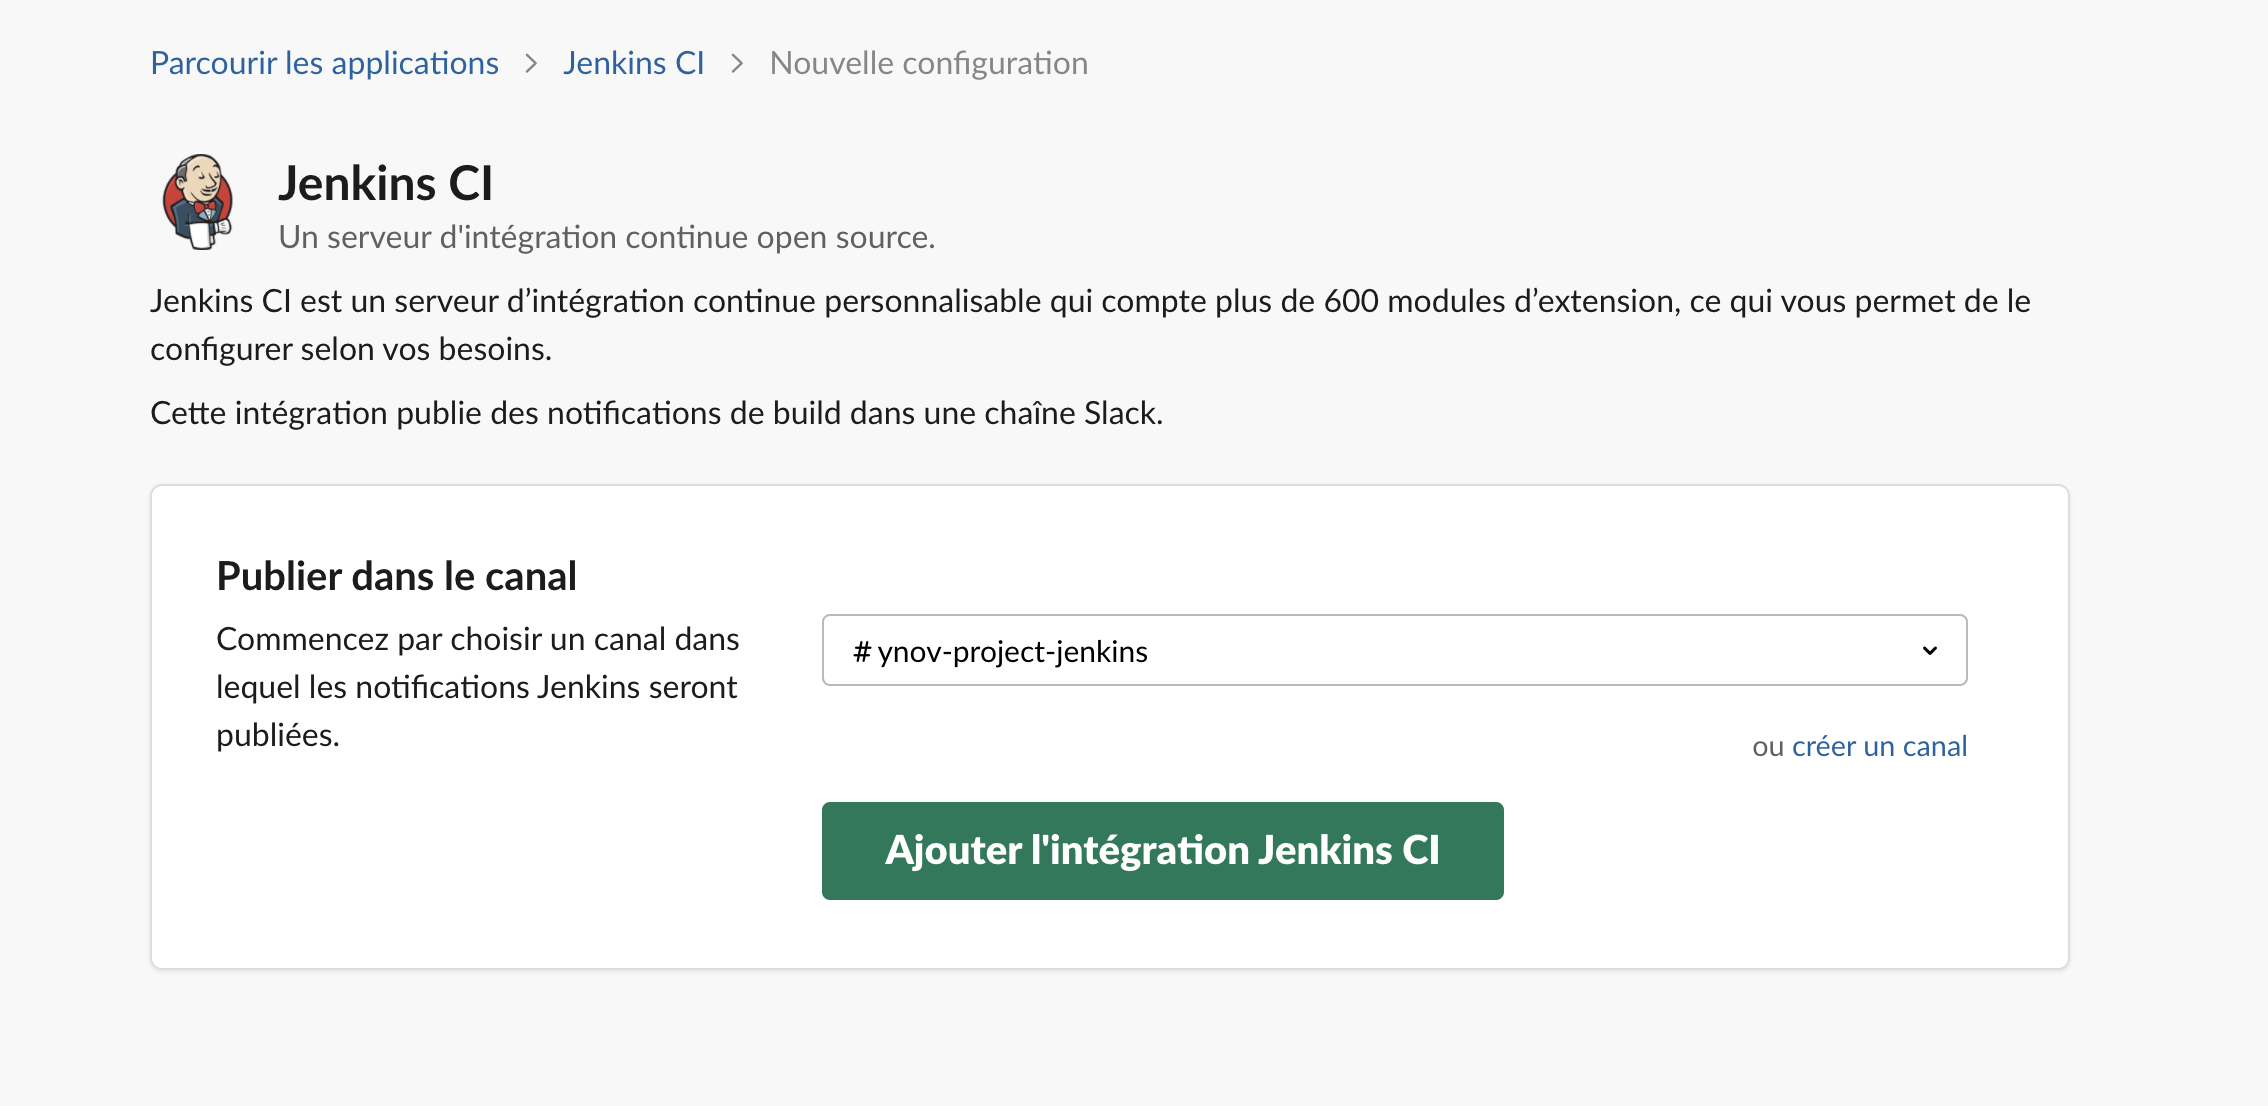 Parcourir les applications > Jenkins CI > Nouvelle configuration
Jenkins CI
Un serveur d'intégration continue open source.
Jenkins CI est un serveur d’intégration continue personnalisable qui compte plus de 600 modules d’extension, ce qui vous permet de le
configurer selon vos besoins.
Cette intégration publie des notifications de build dans une chaîne Slack.
Publier dans le canal
Commencez par choisir un canal dans
lequel les notifications Jenkins seront
publiées.
# ynov-project-jenkins
ou créer un canal
Ajouter l'intégration Jenkins CI